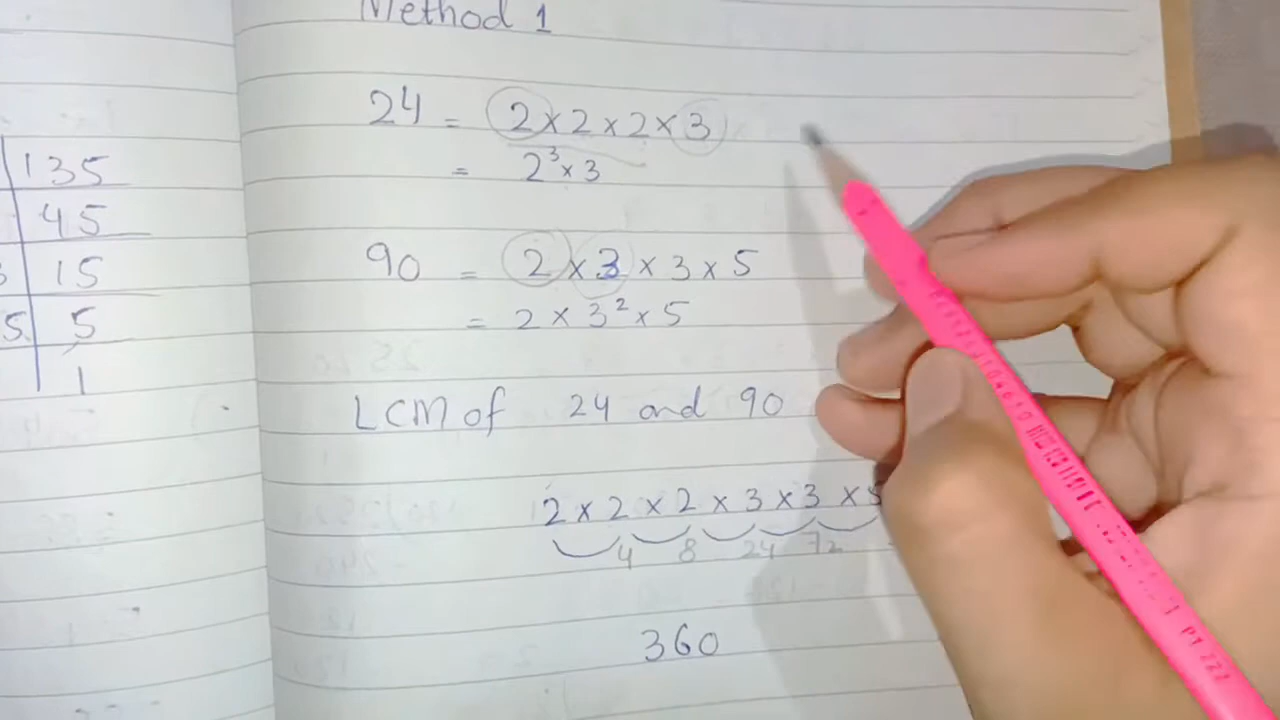 Method 1
24 = 2 x 2 x 2 x 3
= 2³ x 3
90 = 2 x 3 x 3 x 5
= 2 x 3² x 5
LCM of 24 and 90
2 x 2 x 2 x 3 x 3 x 5
4 8 24 72
360
135
45
15
5 5
1